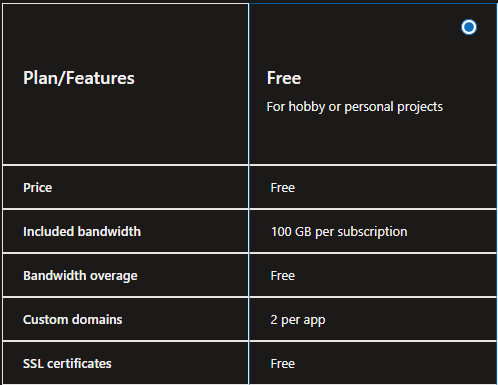 Plan/Features
Free
For hobby or personal projects
Price
Free
Included bandwidth
100 GB per subscription
Bandwidth overage
Free
Custom domains
2 per app
SSL certificates
Free